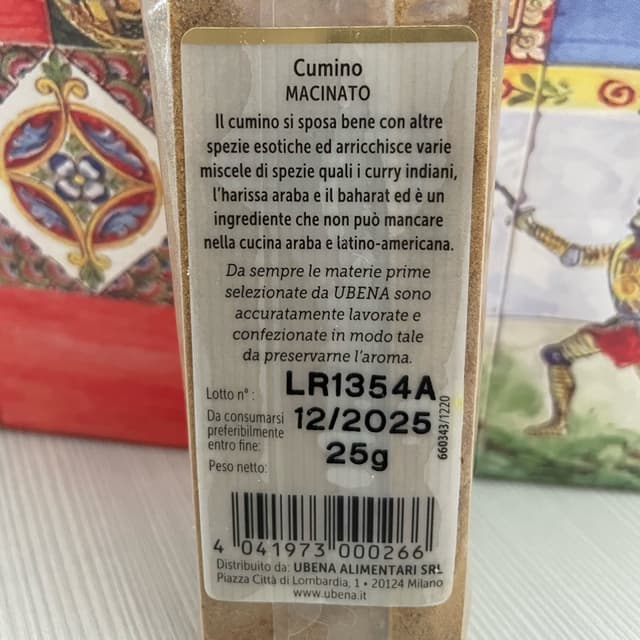 Cumino
MACINATO
Il cumino si sposa bene con altre
spezie esotiche ed arricchisce varie
miscele di spezie quali i curry indiani,
l'harissa araba e il baharat ed è un
ingrediente che non può mancare
nella cucina araba e latino-americana.
Da sempre le materie prime
selezionate da UBENA sono
accuratamente lavorate e
confezionate in modo tale
da preservarne l'aroma.
Lotto n° : LR1354A
Da consumarsi
preferibilmente
entro fine: 12/2025
Peso netto: 25g
660343/1220
4 041973 000266
Distribuito da: UBENA ALIMENTARI SRL
Piazza Città di Lombardia, 1 • 20124 Milano
www.ubena.it